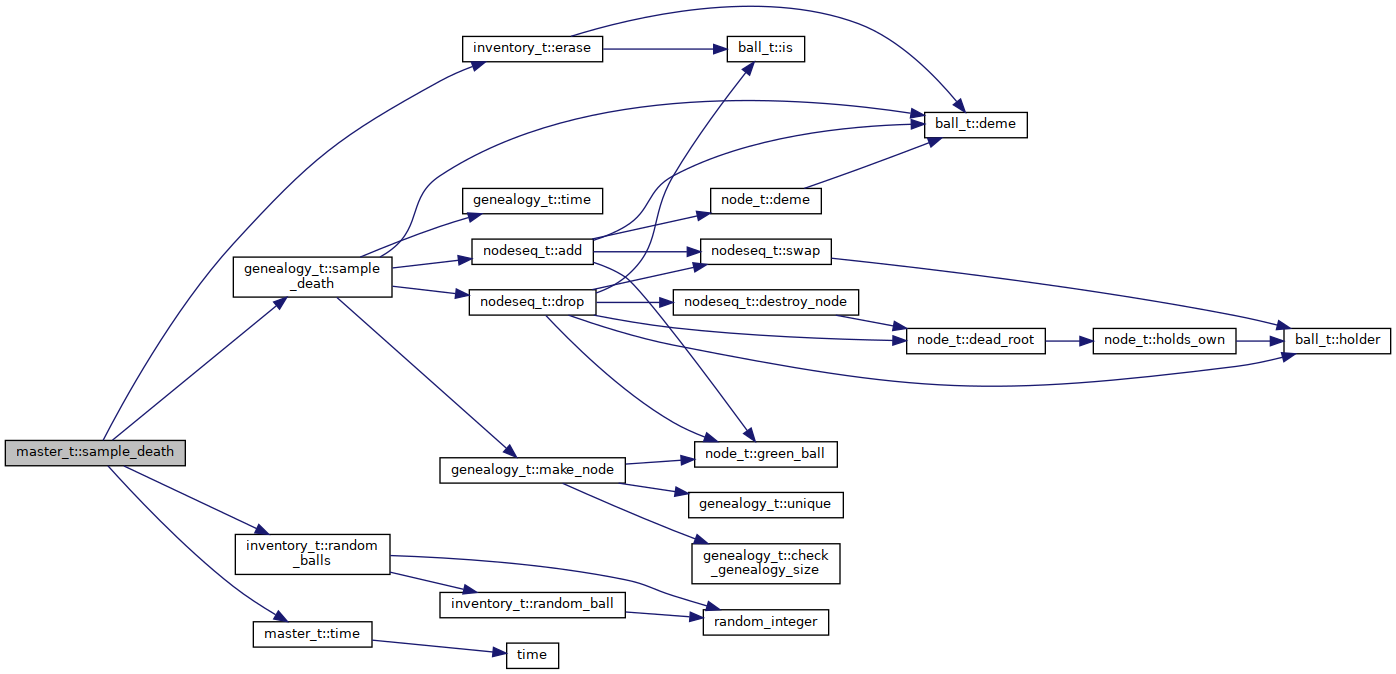 inventory_t::erase
ball_t::is
ball_t::deme
genealogy_t::time
node_t::deme
nodeseq_t::add
nodeseq_t::swap
genealogy_t::sample
_death
nodeseq_t::drop
nodeseq_t::destroy_node
node_t::dead_root
node_t::holds_own
ball_t::holder
master_t::sample_death
genealogy_t::make_node
node_t::green_ball
genealogy_t::unique
inventory_t::random
_balls
genealogy_t::check
_genealogy_size
inventory_t::random_ball
random_integer
master_t::time
time